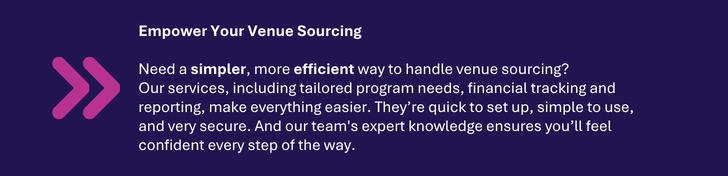 Empower Your Venue Sourcing
Need a simpler, more efficient way to handle venue sourcing?
Our services, including tailored program needs, financial tracking and
reporting, make everything easier. They’re quick to set up, simple to use,
and very secure. And our team's expert knowledge ensures you’ll feel
confident every step of the way.